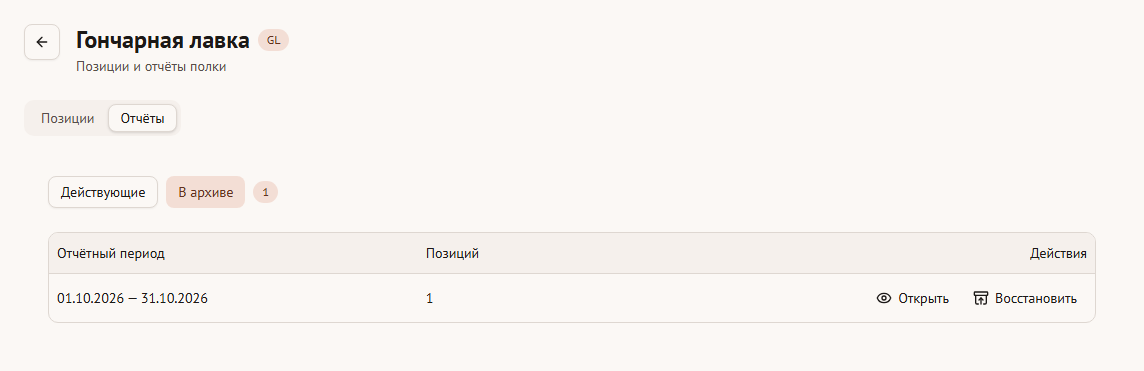 Гончарная лавка GL
Позиции и отчёты полки
Позиции Отчёты
Действующие В архиве 1
Отчётный период Позиций Действия
01.10.2026 — 31.10.2026 1 Открыть Восстановить